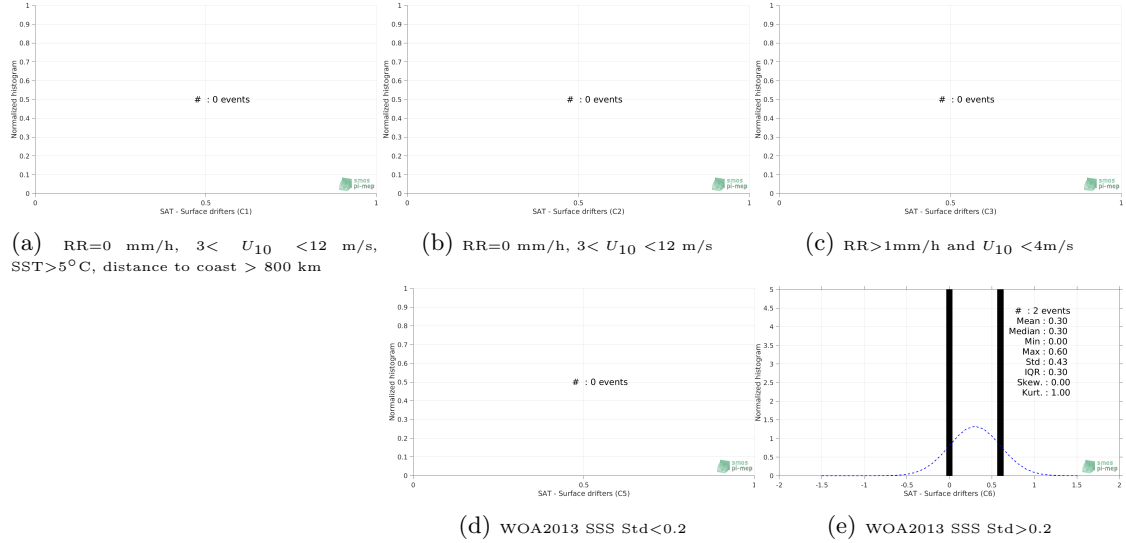 1
0.9
0.8
0.7
0.6
0.5
0.4
0.3
0.2
0.1
0
Normalized histogram
# : 0 events
smos
pi-mep
0 0.5 1
SAT - Surface drifters (C1)
(a) RR=0 mm/h, 3< U10 <12 m/s,
SST>5°C, distance to coast > 800 km
1
0.9
0.8
0.7
0.6
0.5
0.4
0.3
0.2
0.1
0
Normalized histogram
# : 0 events
smos
pi-mep
0 0.5 1
SAT - Surface drifters (C2)
(b) RR=0 mm/h, 3< U10 <12 m/s
1
0.9
0.8
0.7
0.6
0.5
0.4
0.3
0.2
0.1
0
Normalized histogram
# : 0 events
smos
pi-mep
0 0.5 1
SAT - Surface drifters (C3)
(c) RR>1mm/h and U10 <4m/s
1
0.9
0.8
0.7
0.6
0.5
0.4
0.3
0.2
0.1
0
Normalized histogram
# : 0 events
smos
pi-mep
0 0.5 1
SAT - Surface drifters (C5)
(d) WOA2013 SSS Std<0.2
5
4.5
4
3.5
3
2.5
2
1.5
1
0.5
0
Normalized histogram
# : 2 events
Mean : 0.30
Median : 0.30
Min : 0.00
Max : 0.60
Std : 0.43
IQR : 0.30
Skew. : 0.00
Kurt. : 1.00
smos
pi-mep
-2 -1.5 -1 -0.5 0 0.5 1 1.5 2
SAT - Surface drifters (C6)
(e) WOA2013 SSS Std>0.2